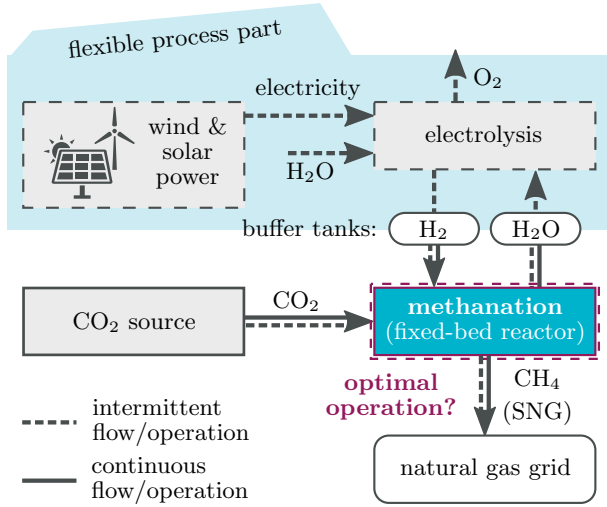 flexible process part
O₂
electricity
wind &
solar
power
electrolysis
H₂O
buffer tanks:
H₂
H₂O
CO₂ source
CO₂
methanation
(fixed-bed reactor)
optimal
operation?
CH₄
(SNG)
intermittent
flow/operation
continuous
flow/operation
natural gas grid